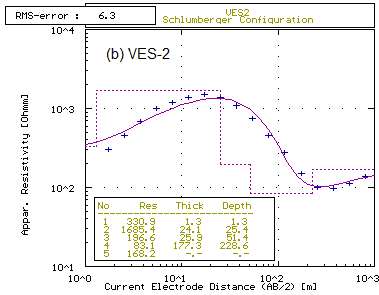 RMS-error : 6.3
VES2
Schlumberger Configuration
10^4
(b) VES-2
10^3
Appar. Resistivity [Ohmm]
10^2
No Res Thick Depth
1 330.9 1.3 1.3
2 1685.4 24.1 25.4
3 196.6 25.9 51.4
4 83.1 177.3 228.6
5 168.2 -.- -.-
10^1
10^0 10^1 10^2 10^3
Current Electrode Distance (AB/2) [m]